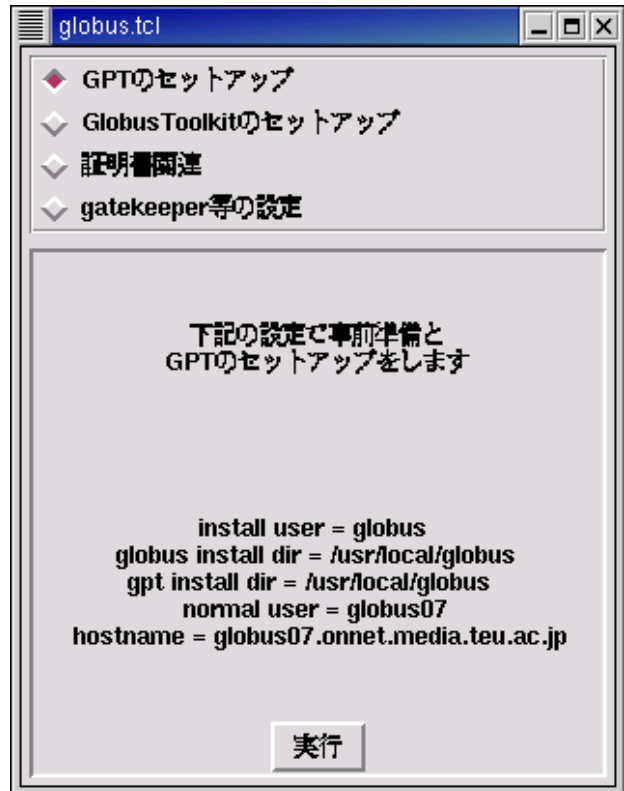 globus.tcl
GPTのセットアップ
GlobusToolkitのセットアップ
証明書関連
gatekeeper等の設定
下記の設定で事前準備と
GPTのセットアップをします
install user = globus
globus install dir = /usr/local/globus
gpt install dir = /usr/local/globus
normal user = globus07
hostname = globus07.onnet.media.teu.ac.jp
実行